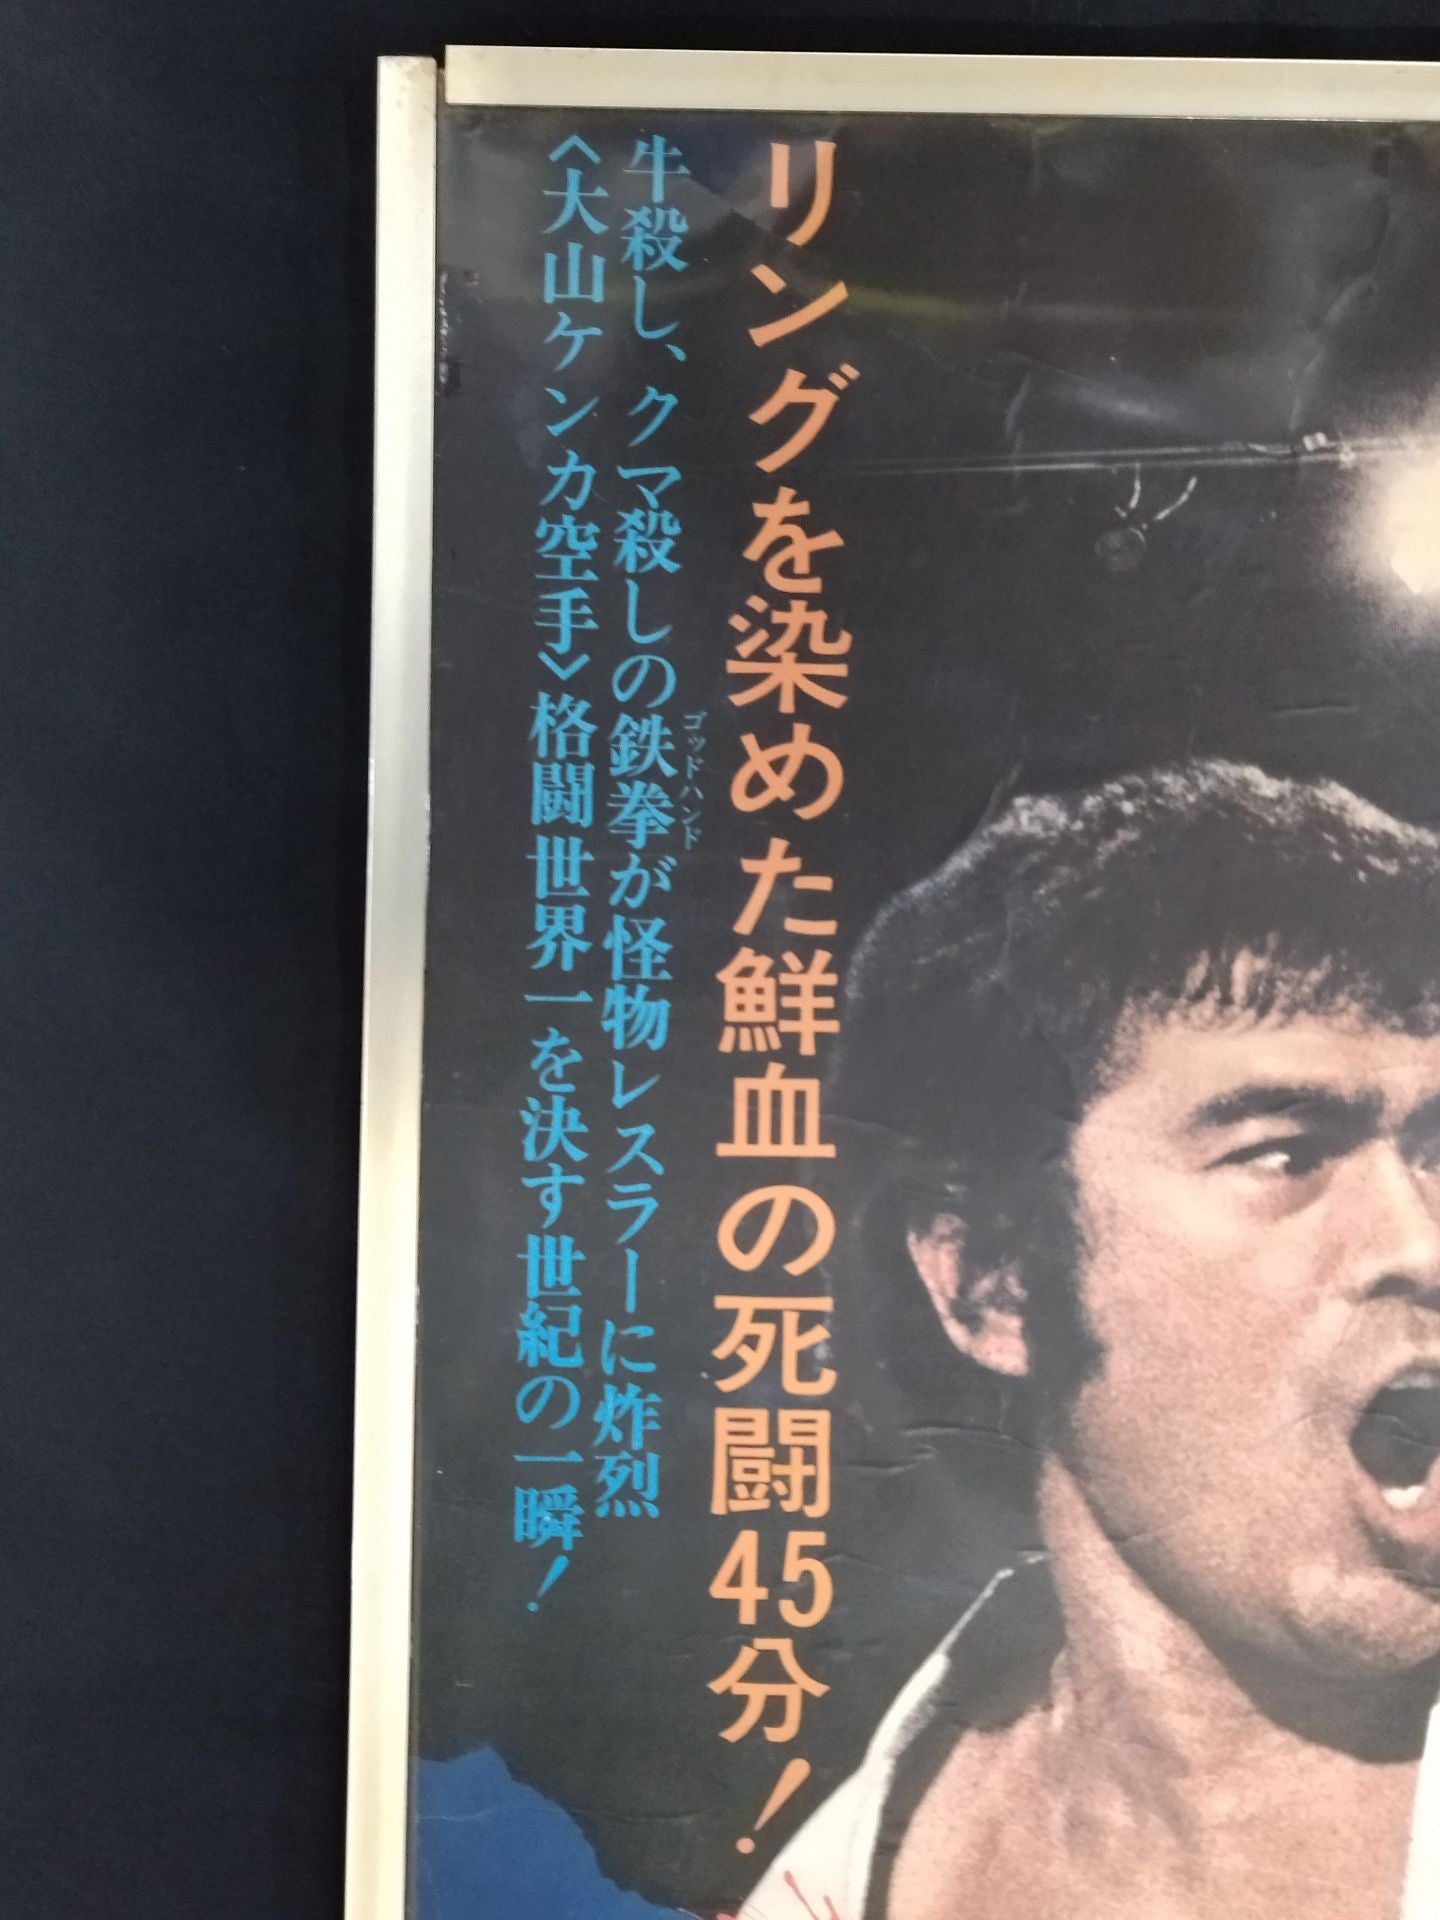 リングを染めた鮮血の死闘45分!
牛殺し、クマ殺しの鉄拳が怪物レスラーに炸烈
ゴッドハンド
〈大山ケンカ空手〉格闘世界一を決す世紀の一瞬!